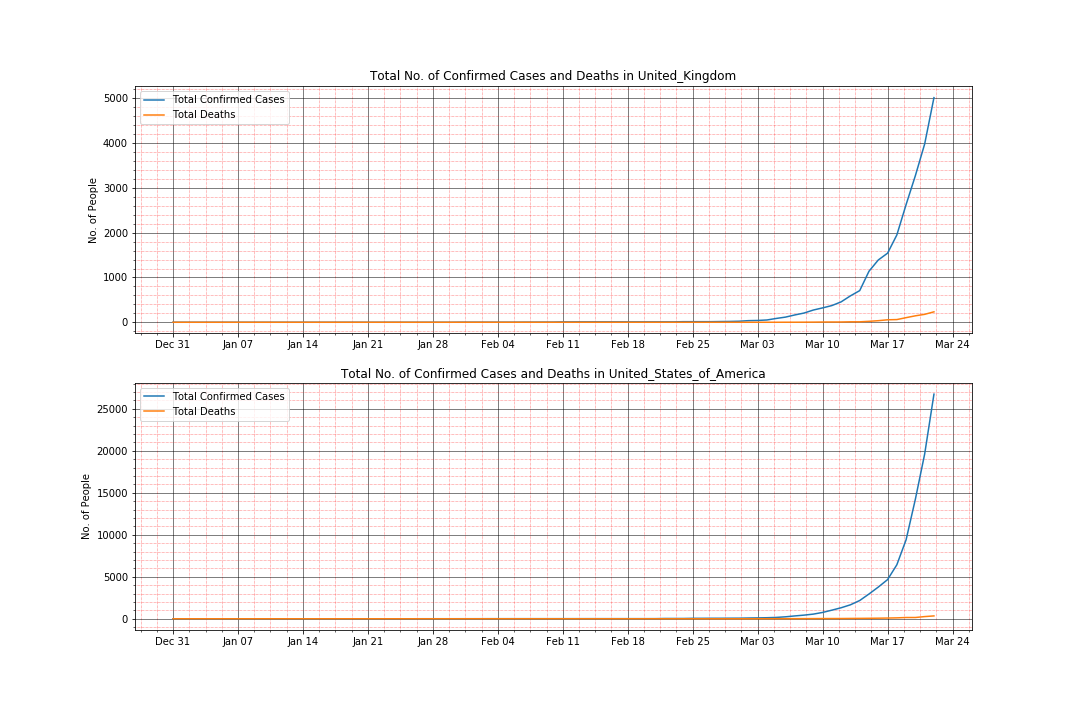 Total No. of Confirmed Cases and Deaths in United_Kingdom
Total Confirmed Cases
Total Deaths
No. of People
5000
4000
3000
2000
1000
0
Dec 31 Jan 07 Jan 14 Jan 21 Jan 28 Feb 04 Feb 11 Feb 18 Feb 25 Mar 03 Mar 10 Mar 17 Mar 24
Total No. of Confirmed Cases and Deaths in United_States_of_America
Total Confirmed Cases
Total Deaths
No. of People
25000
20000
15000
10000
5000
0
Dec 31 Jan 07 Jan 14 Jan 21 Jan 28 Feb 04 Feb 11 Feb 18 Feb 25 Mar 03 Mar 10 Mar 17 Mar 24